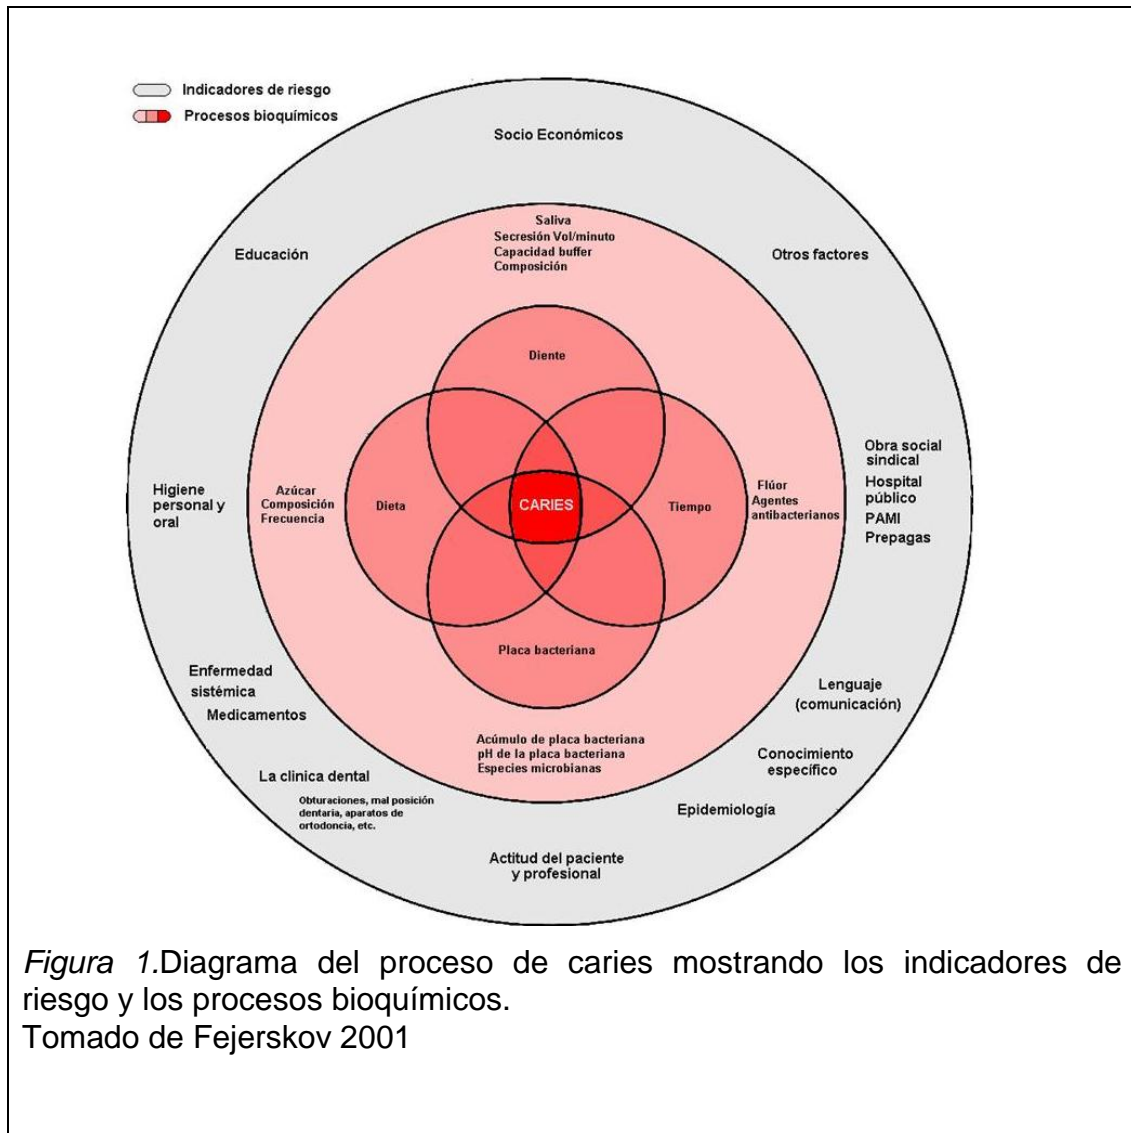 Indicadores de riesgo
Procesos bioquímicos
Socio Económicos
Educación
Otros factores
Saliva
Secresión Vol/minuto
Capacidad buffer
Composición
Diente
Higiene
personal y
oral
Azúcar
Composición
Frecuencia
Dieta
CARIES
Tiempo
Flúor
Agentes
antibacterianos
Obra social
sindical
Hospital
público
PAMI
Prepagas
Placa bacteriana
Enfermedad
sistémica
Medicamentos
Lenguaje
(comunicación)
Acúmulo de placa bacteriana
pH de la placa bacteriana
Especies microbianas
Conocimiento
específico
La clinica dental
Obturaciones, mal posición
dentaria, aparatos de
ortodoncia, etc.
Epidemiología
Actitud del paciente
y profesional
Figura 1.Diagrama del proceso de caries mostrando los indicadores de
riesgo y los procesos bioquímicos.
Tomado de Fejerskov 2001